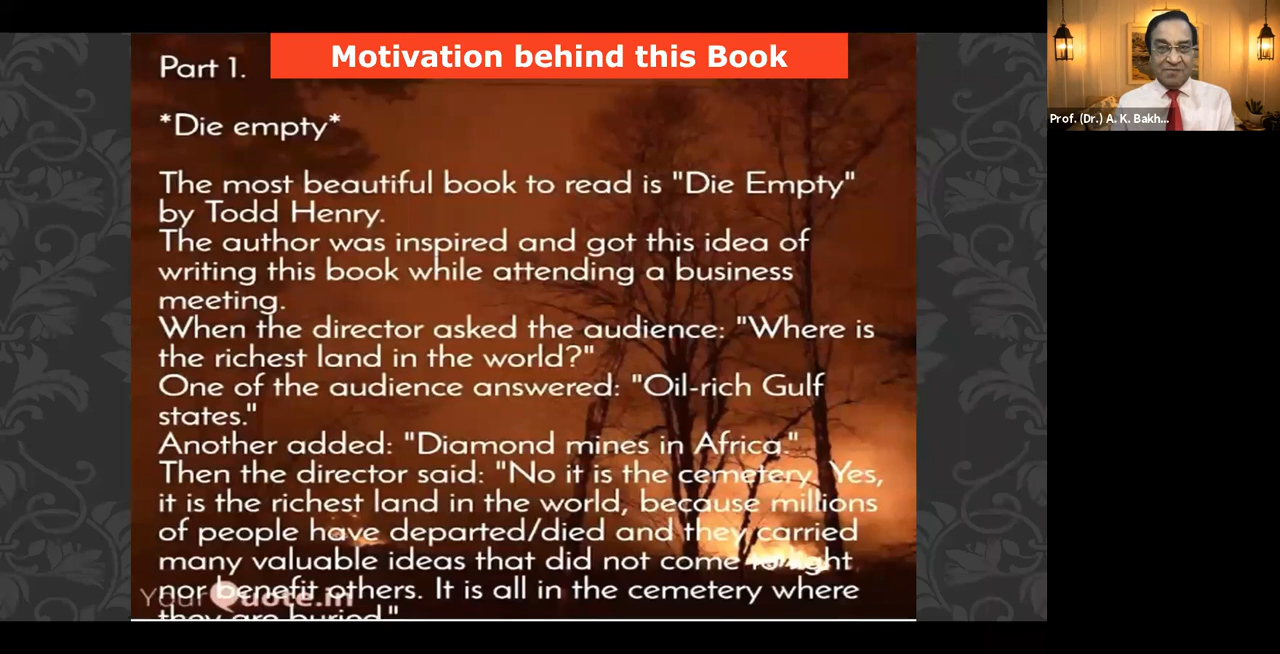 Motivation behind this Book
Part 1.
*Die empty*
The most beautiful book to read is "Die Empty"
by Todd Henry.
The author was inspired and got this idea of
writing this book while attending a business
meeting.
When the director asked the audience: "Where is
the richest land in the world?"
One of the audience answered: "Oil-rich Gulf
states."
Another added: "Diamond mines in Africa."
Then the director said: "No it is the cemetery. Yes,
it is the richest land in the world, because millions
of people have departed/died and they carried
many valuable ideas that did not come to light
nor benefit others. It is all in the cemetery where
they are buried."
YourQuote.in
Prof. (Dr.) A. K. Bakh...